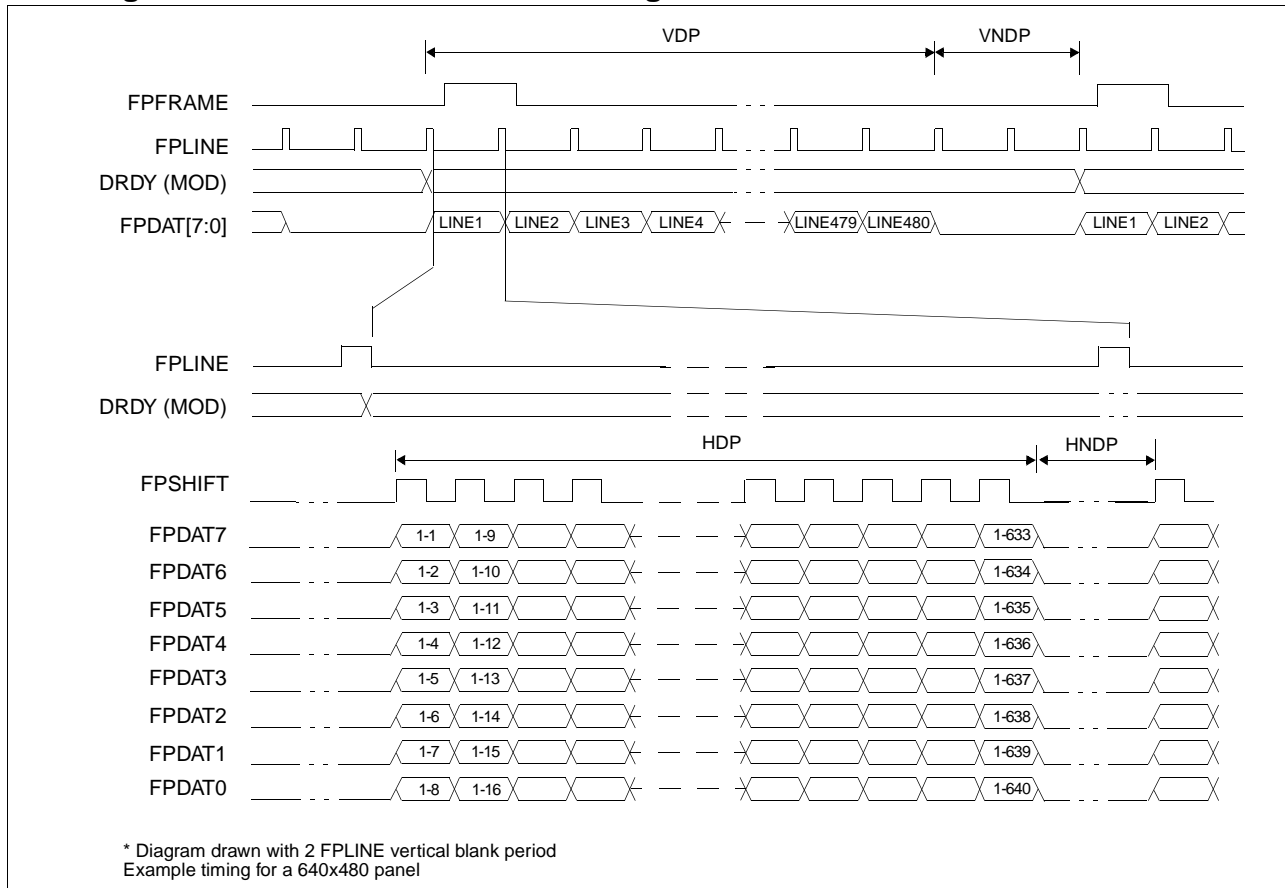 VDP VNDP
FPFRAME
FPLINE
DRDY (MOD)
FPDAT[7:0] LINE1 LINE2 LINE3 LINE4 LINE479 LINE480 LINE1 LINE2
FPLINE
DRDY (MOD)
HDP HNDP
FPSHIFT
FPDAT7 1-1 1-9 1-633
FPDAT6 1-2 1-10 1-634
FPDAT5 1-3 1-11 1-635
FPDAT4 1-4 1-12 1-636
FPDAT3 1-5 1-13 1-637
FPDAT2 1-6 1-14 1-638
FPDAT1 1-7 1-15 1-639
FPDAT0 1-8 1-16 1-640
* Diagram drawn with 2 FPLINE vertical blank period
Example timing for a 640x480 panel